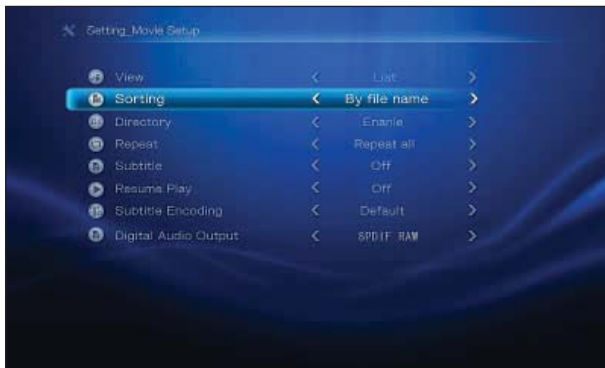 Setting_Movie Setup
View < List >
Sorting < By file name >
Directory < Enable >
Repeat < Repeat all >
Subtitle < Off >
Resume Play < Off >
Subtitle Encoding < Default >
Digital Audio Output < SPDIF RAW >